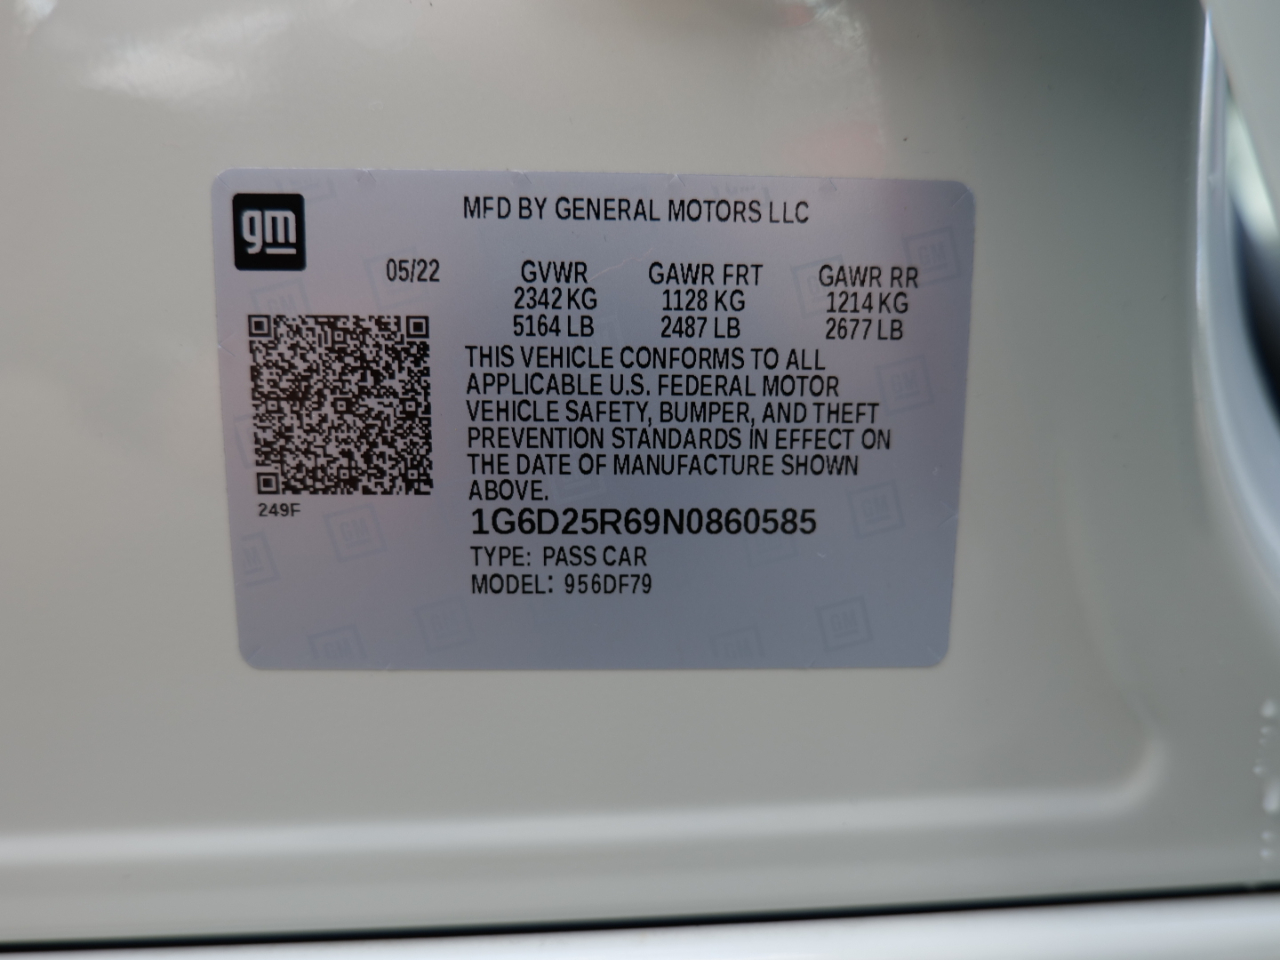 gm
MFD BY GENERAL MOTORS LLC
05/22 GVWR GAWR FRT GAWR RR
2342 KG 1128 KG 1214 KG
5164 LB 2487 LB 2677 LB
THIS VEHICLE CONFORMS TO ALL
APPLICABLE U.S. FEDERAL MOTOR
VEHICLE SAFETY, BUMPER, AND THEFT
PREVENTION STANDARDS IN EFFECT ON
THE DATE OF MANUFACTURE SHOWN
ABOVE.
249F
1G6D25R69N0860585
TYPE: PASS CAR
MODEL: 956DF79